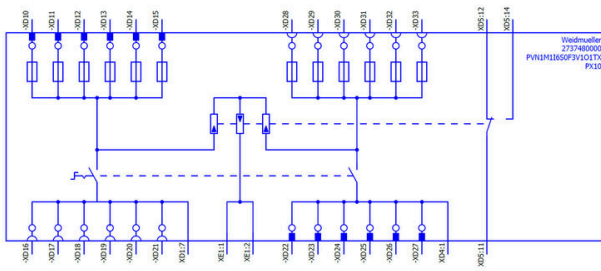 -XD10
-XD11
-XD12
-XD13
-XD14
-XD15
-XD28
-XD29
-XD30
-XD31
-XD32
-XD33
XD5:12
XD5:14
Weidmueller
2737480000
PVN1M1I6S0F3V1O1TX
PX10
-XD16
-XD17
-XD18
-XD19
-XD20
-XD21
XD1:7
XE1:1
XE1:2
-XD22
-XD23
-XD24
-XD25
-XD26
-XD27
XD4:1
XD5:11